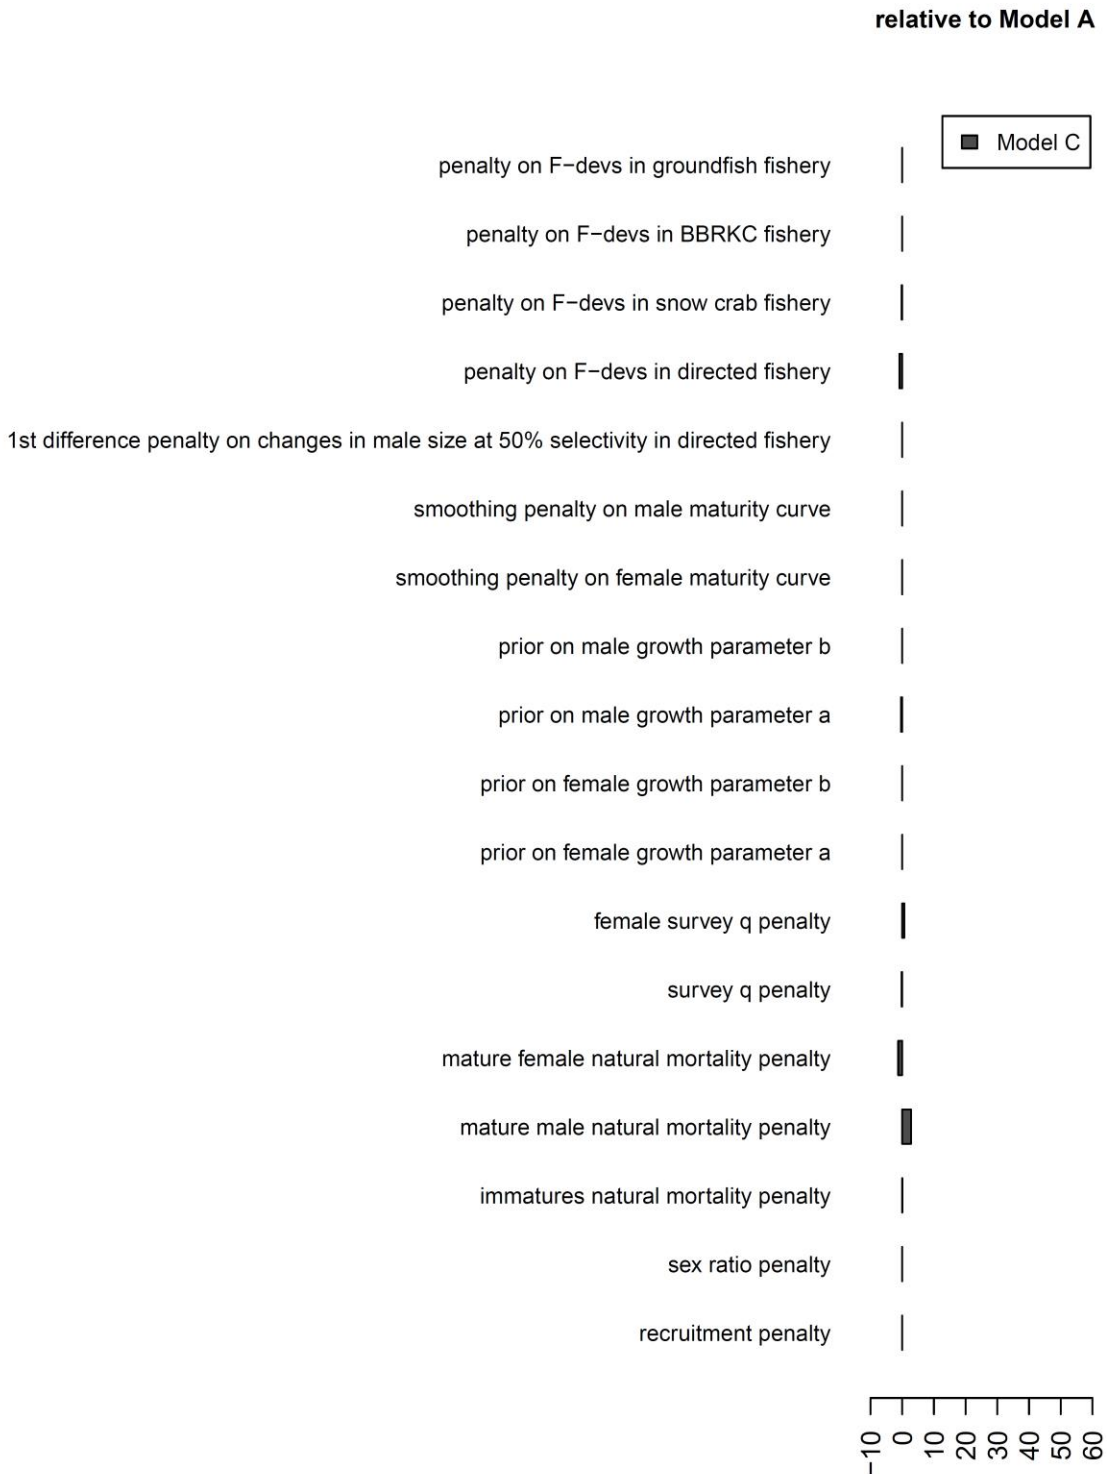 relative to Model A
Model C
penalty on F−devs in groundfish fishery
penalty on F−devs in BBRKC fishery
penalty on F−devs in snow crab fishery
penalty on F−devs in directed fishery
1st difference penalty on changes in male size at 50% selectivity in directed fishery
smoothing penalty on male maturity curve
smoothing penalty on female maturity curve
prior on male growth parameter b
prior on male growth parameter a
prior on female growth parameter b
prior on female growth parameter a
female survey q penalty
survey q penalty
mature female natural mortality penalty
mature male natural mortality penalty
immatures natural mortality penalty
sex ratio penalty
recruitment penalty
−10 0 10 20 30 40 50 60